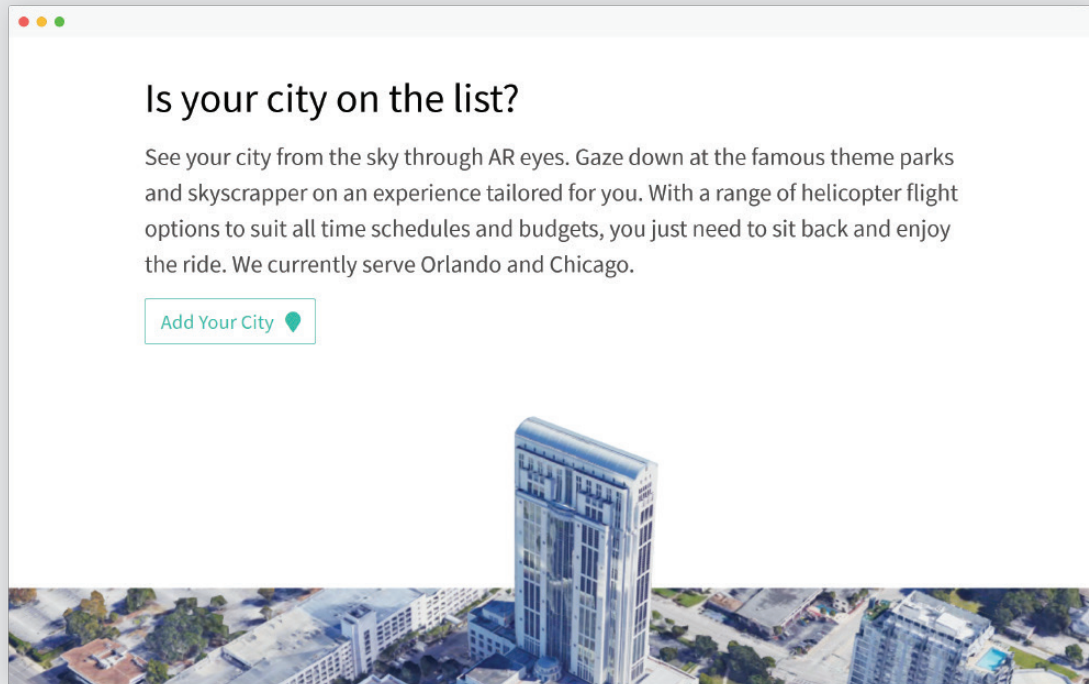 Is your city on the list?
See your city from the sky through AR eyes. Gaze down at the famous theme parks
and skyscrapper on an experience tailored for you. With a range of helicopter flight
options to suit all time schedules and budgets, you just need to sit back and enjoy
the ride. We currently serve Orlando and Chicago.
Add Your City